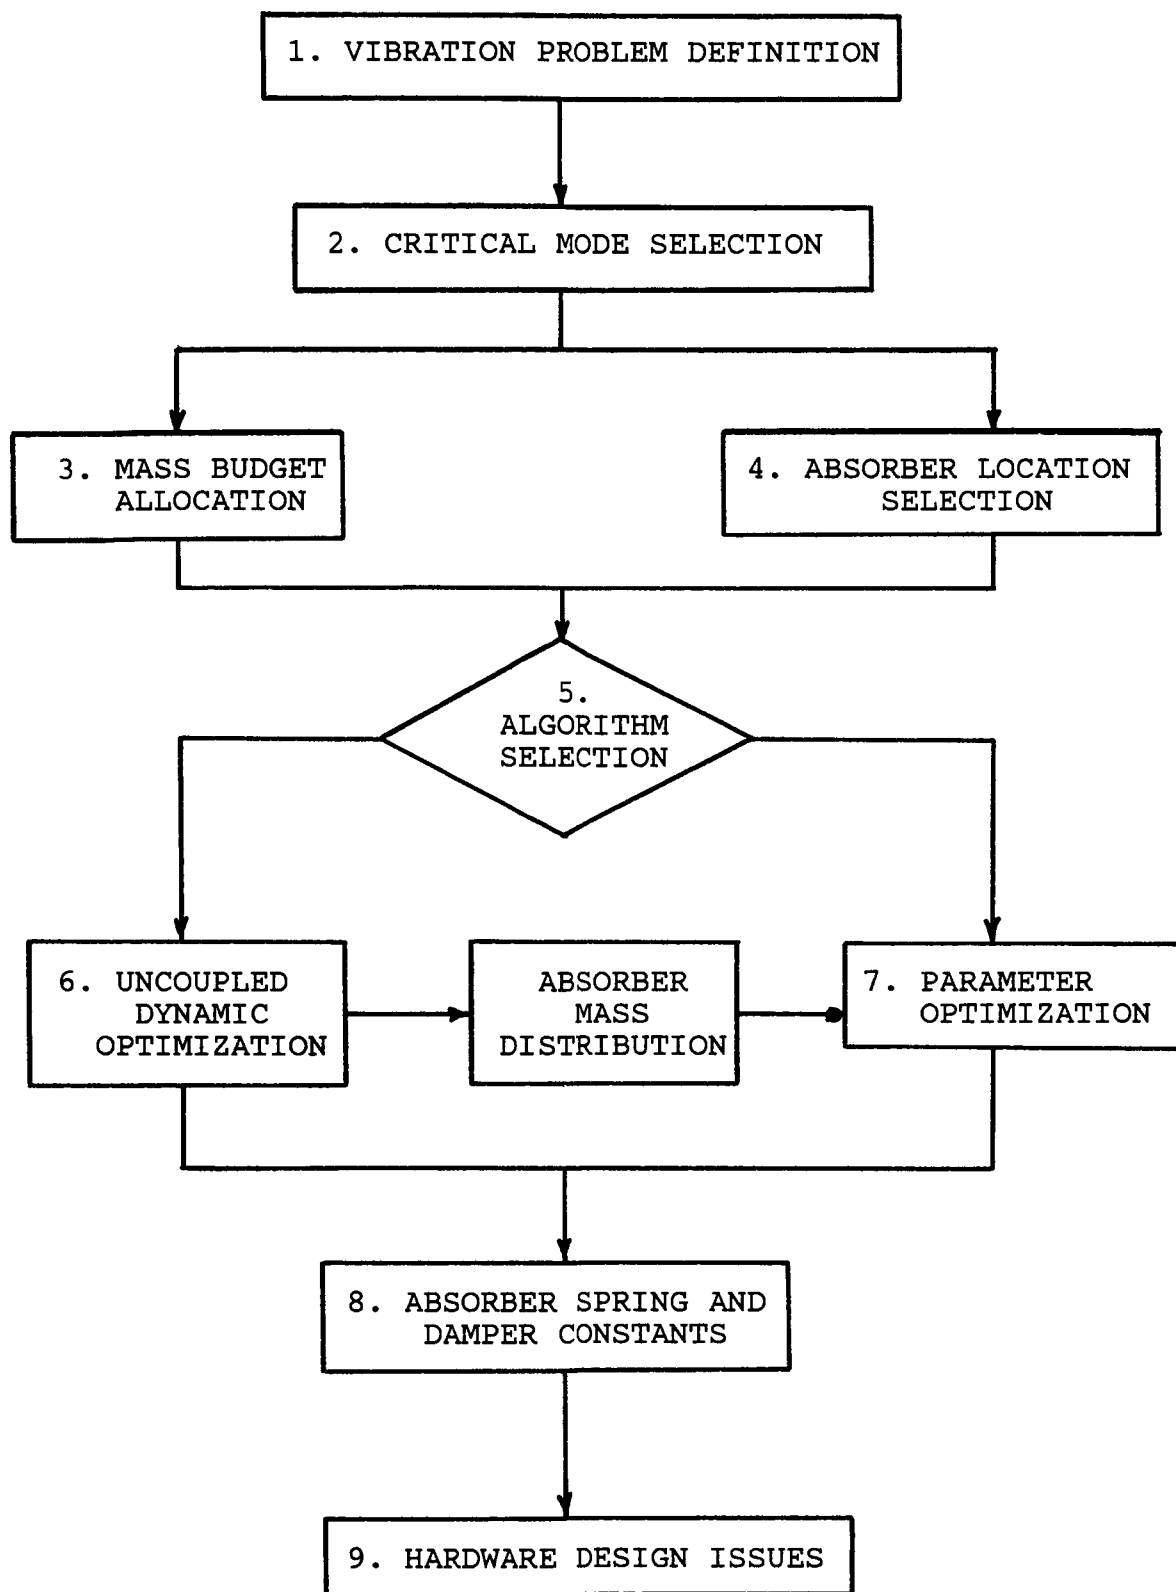 1. VIBRATION PROBLEM DEFINITION
2. CRITICAL MODE SELECTION
3. MASS BUDGET
ALLOCATION
4. ABSORBER LOCATION
SELECTION
5.
ALGORITHM
SELECTION
6. UNCOUPLED
DYNAMIC
OPTIMIZATION
ABSORBER
MASS
DISTRIBUTION
7. PARAMETER
OPTIMIZATION
8. ABSORBER SPRING AND
DAMPER CONSTANTS
9. HARDWARE DESIGN ISSUES